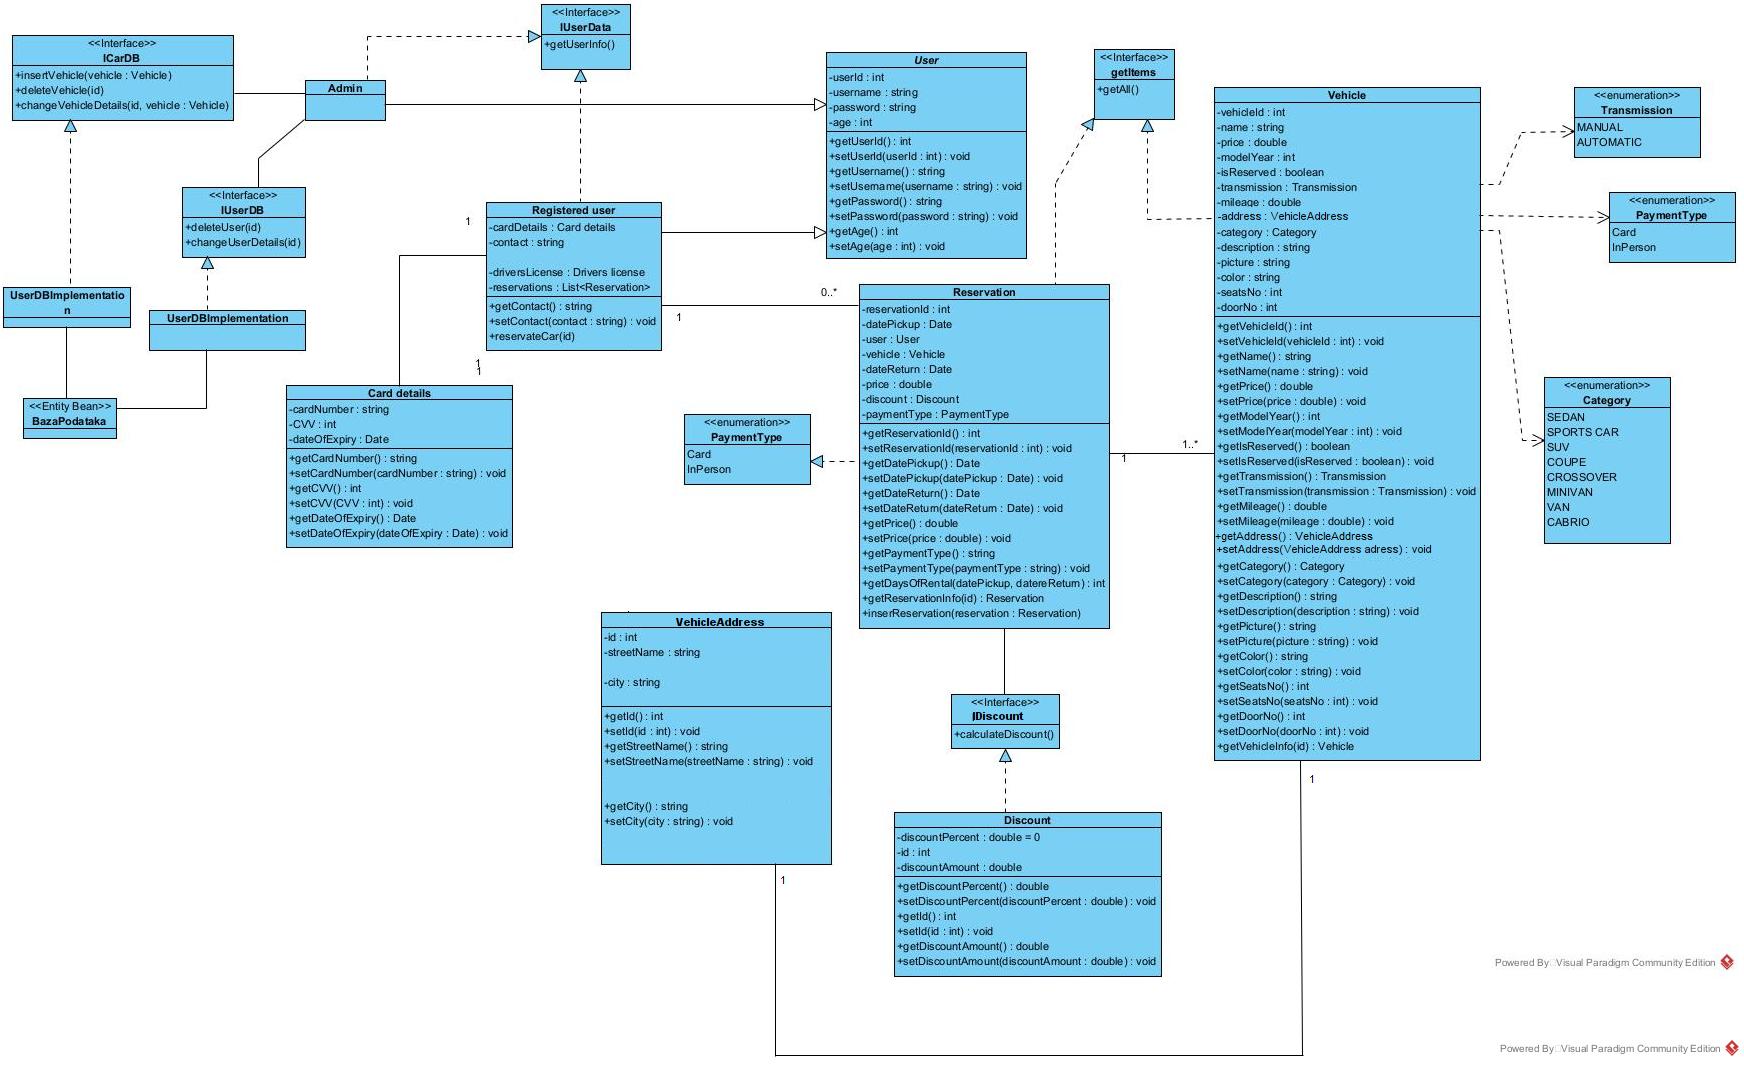 <<Interface>>
ICarDB
+insertVehicle(vehicle : Vehicle)
+deleteVehicle(id)
+changeVehicleDetails(id, vehicle : Vehicle)
Admin
<<Interface>>
IUserData
+getUserInfo()
<<Interface>>
IUserDB
+deleteUser(id)
+changeUserDetails(id)
UserDBImplementatio
n
UserDBImplementation
<<Entity Bean>>
BazaPodataka
User
-userId : int
-username : string
-password : string
-age : int
+getUserId() : int
+setUserId(userId : int) : void
+getUsername() : string
+setUsername(username : string) : void
+getPassword() : string
+setPassword(password : string) : void
+getAge() : int
+setAge(age : int) : void
1
Registered user
-cardDetails : Card details
-contact : string
-driversLicense : Drivers license
-reservations : List<Reservation>
+getContact() : string
+setContact(contact : string) : void
+reservateCar(id)
1
0..*
1
1
Card details
-cardNumber : string
-CVV : int
-dateOfExpiry : Date
+getCardNumber() : string
+setCardNumber(cardNumber : string) : void
+getCVV() : int
+setCVV(CVV : int) : void
+getDateOfExpiry() : Date
+setDateOfExpiry(dateOfExpiry : Date) : void
<<Interface>>
getItems
+getAll()
Reservation
-reservationId : int
-datePickup : Date
-user : User
-vehicle : Vehicle
-dateReturn : Date
-price : double
-discount : Discount
-paymentType : PaymentType
+getReservationId() : int
+setReservationId(reservationId : int) : void
+getDatePickup() : Date
+setDatePickup(datePickup : Date) : void
+getDateReturn() : Date
+setDateReturn(dateReturn : Date) : void
+getPrice() : double
+setPrice(price : double) : void
+getPaymentType() : string
+setPaymentType(paymentType : string) : void
+getDaysOfRental(datePickup, datereReturn) : int
+getReservationInfo(id) : Reservation
+inserReservation(reservation : Reservation)
1
1..*
<<enumeration>>
PaymentType
Card
InPerson
Vehicle
-vehicleId : int
-name : string
-price : double
-modelYear : int
-isReserved : boolean
-transmission : Transmission
-mileage : double
-address : VehicleAddress
-category : Category
-description : string
-picture : string
-color : string
-seatsNo : int
-doorNo : int
+getVehicleId() : int
+setVehicleId(vehicleId : int) : void
+getName() : string
+setName(name : string) : void
+getPrice() : double
+setPrice(price : double) : void
+getModelYear() : int
+setModelYear(modelYear : int) : void
+getIsReserved() : boolean
+setIsReserved(isReserved : boolean) : void
+getTransmission() : Transmission
+setTransmission(transmission : Transmission) : void
+getMileage() : double
+setMileage(mileage : double) : void
+getAddress() : VehicleAddress
+setAddress(VehicleAddress adress) : void
+getCategory() : Category
+setCategory(category : Category) : void
+getDescription() : string
+setDescription(description : string) : void
+getPicture() : string
+setPicture(picture : string) : void
+getColor() : string
+setColor(color : string) : void
+getSeatsNo() : int
+setSeatsNo(seatsNo : int) : void
+getDoorNo() : int
+setDoorNo(doorNo : int) : void
+getVehicleInfo(id) : Vehicle
1
<<enumeration>>
Transmission
MANUAL
AUTOMATIC
<<enumeration>>
PaymentType
Card
InPerson
<<enumeration>>
Category
SEDAN
SPORTS CAR
SUV
COUPE
CROSSOVER
MINIVAN
VAN
CABRIO
VehicleAddress
-id : int
-streetName : string
-city : string
+getId() : int
+setId(id : int) : void
+getStreetName() : string
+setStreetName(streetName : string) : void
+getCity() : string
+setCity(city : string) : void
1
<<Interface>>
IDiscount
+calculateDiscount()
Discount
-discountPercent : double = 0
-id : int
-discountAmount : double
+getDiscountPercent() : double
+setDiscountPercent(discountPercent : double) : void
+getId() : int
+setId(id : int) : void
+getDiscountAmount() : double
+setDiscountAmount(discountAmount : double) : void
Powered By Visual Paradigm Community Edition
Powered By Visual Paradigm Community Edition